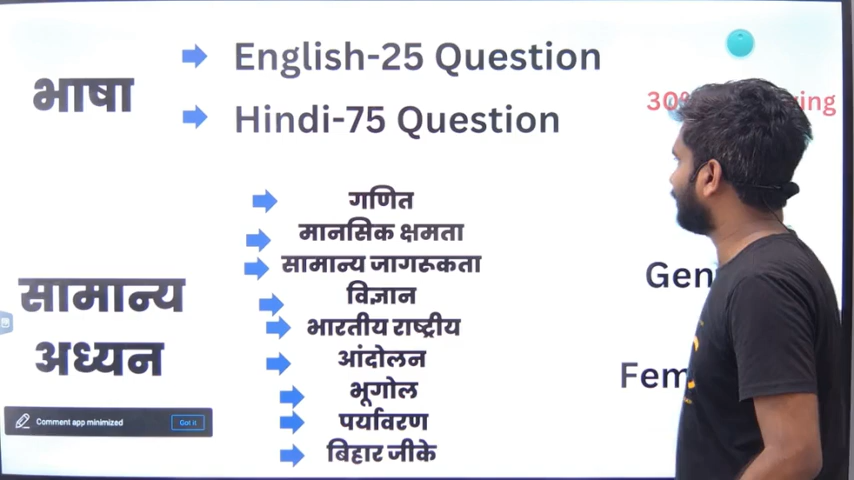 भाषा
English-25 Question
Hindi-75 Question
गणित
मानसिक क्षमता
सामान्य जागरूकता
विज्ञान
भारतीय राष्ट्रीय
आंदोलन
भूगोल
पर्यावरण
बिहार जीके
सामान्य
अध्यन
Comment app minimized
Got it